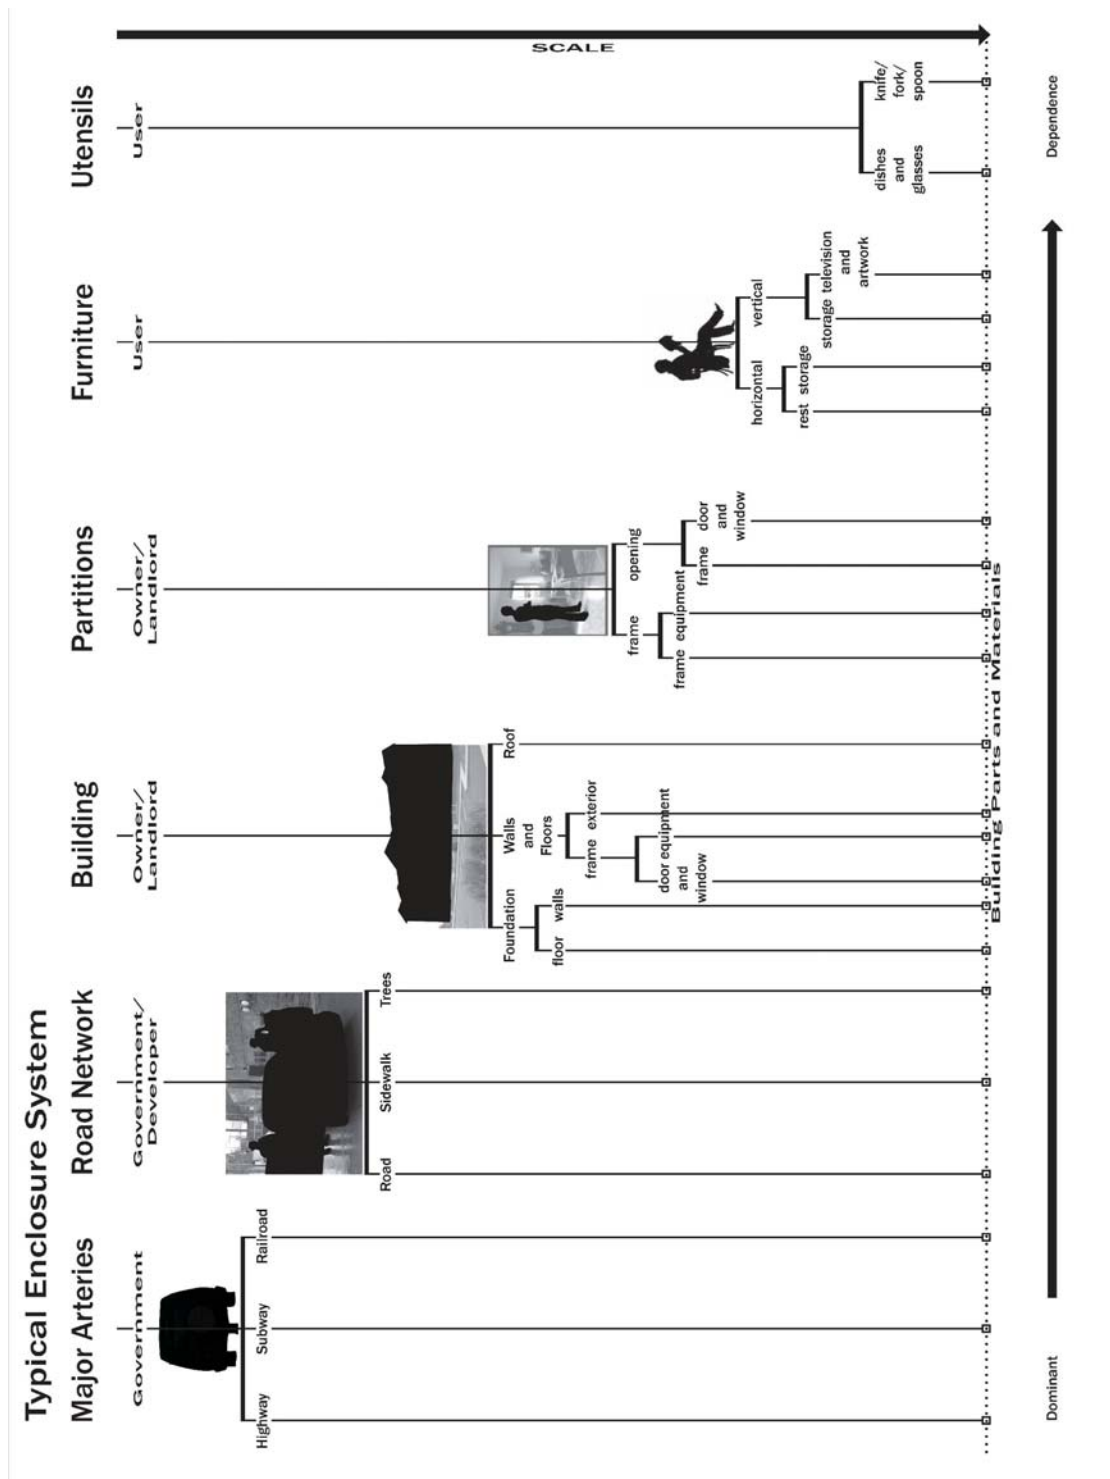 Typical Enclosure System
Major Arteries
Road Network
Building
Partitions
Furniture
Utensils
Government
Government/
Developer
Owner/
Landlord
Owner/
Landlord
User
User
SCALE
Highway
Subway
Railroad
Road
Sidewalk
Trees
Foundation
Walls
and
Floors
Roof
floor
walls
frame
exterior
door
and
window
equipment
frame
opening
frame
equipment
frame
door
and
window
horizontal
vertical
rest
storage
storage
television
and
artwork
dishes
and
glasses
knife/
fork/
spoon
Building Parts and Materials
Dominant
Dependence